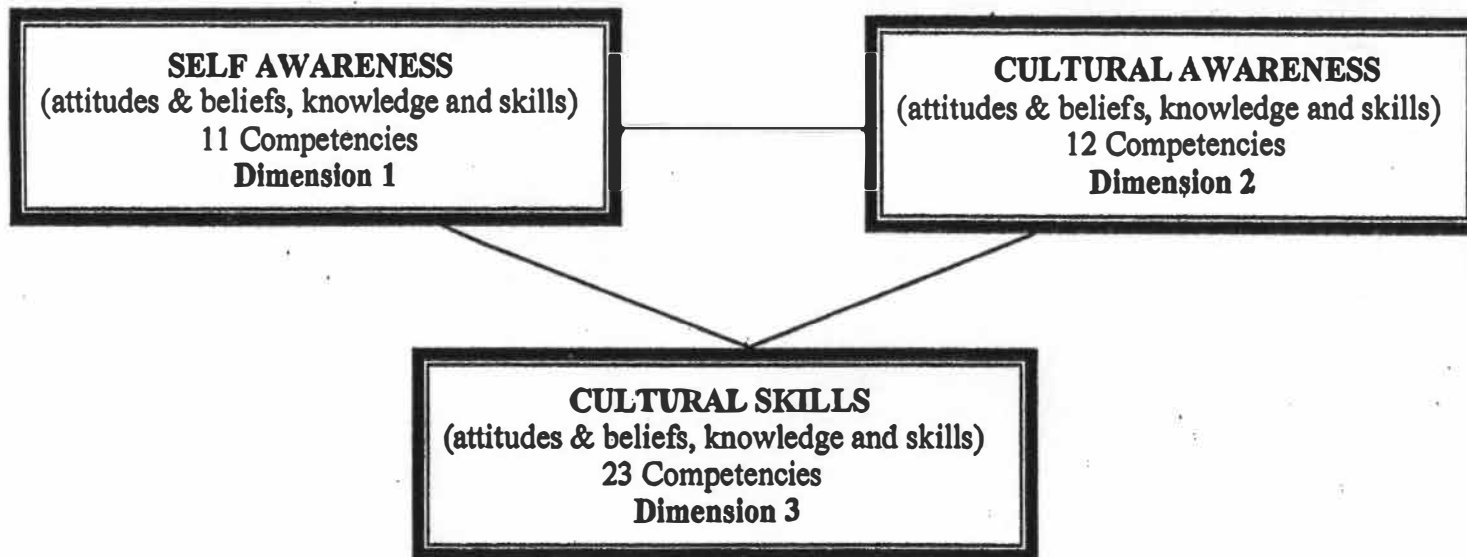 SELF AWARENESS
(attitudes & beliefs, knowledge and skills)
11 Competencies
Dimension 1
CULTURAL AWARENESS
(attitudes & beliefs, knowledge and skills)
12 Competencies
Dimension 2
CULTURAL SKILLS
(attitudes & beliefs, knowledge and skills)
23 Competencies
Dimension 3